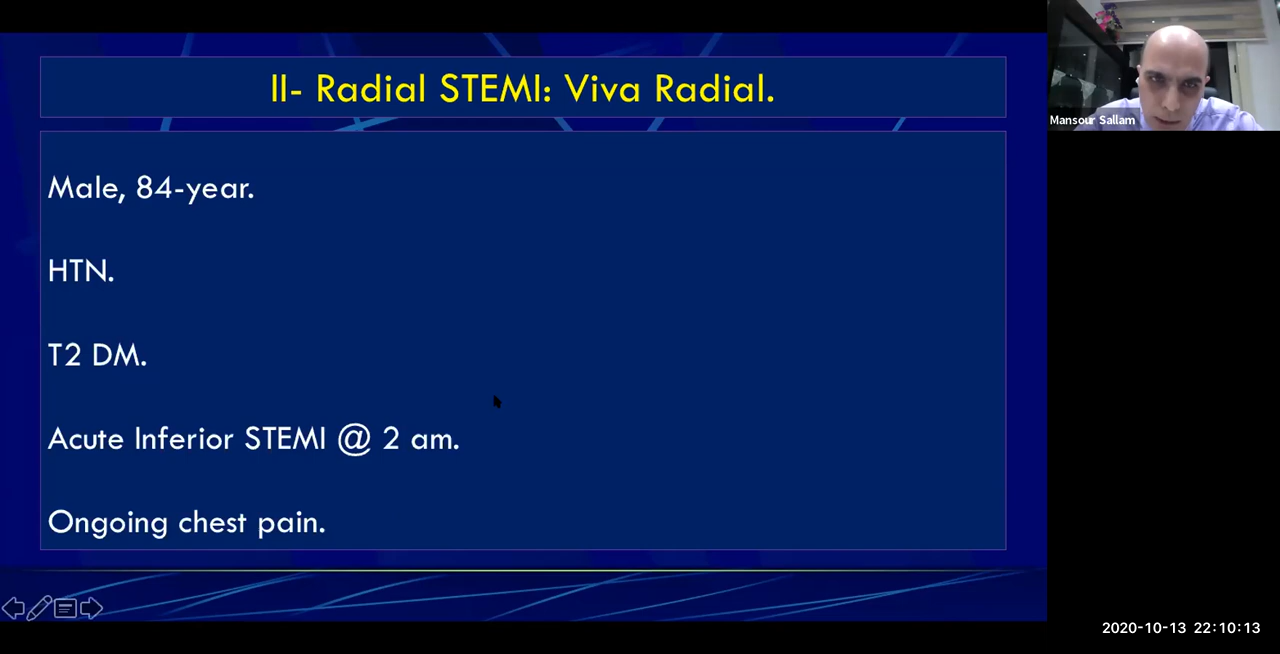 II- Radial STEMI: Viva Radial.
Male, 84-year.
HTN.
T2 DM.
Acute Inferior STEMI @ 2 am.
Ongoing chest pain.
Mansour Sallam
2020-10-13 22:10:13